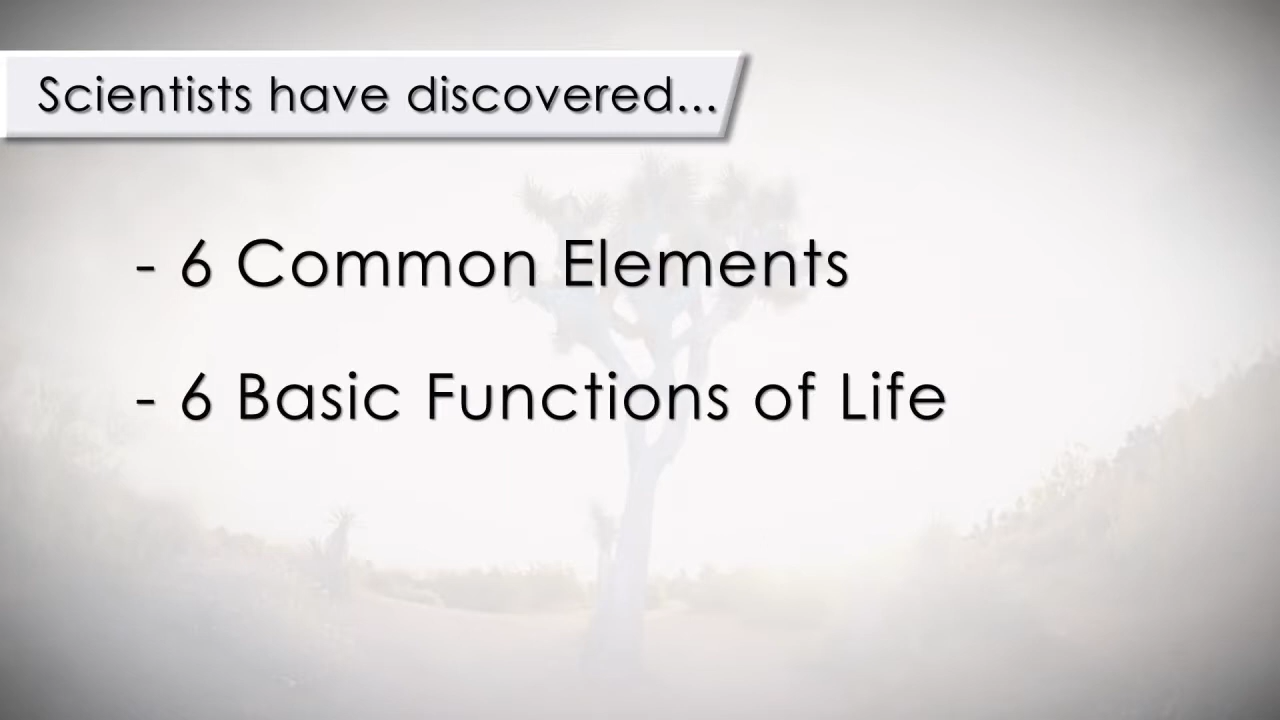 Scientists have discovered...
- 6 Common Elements
- 6 Basic Functions of Life